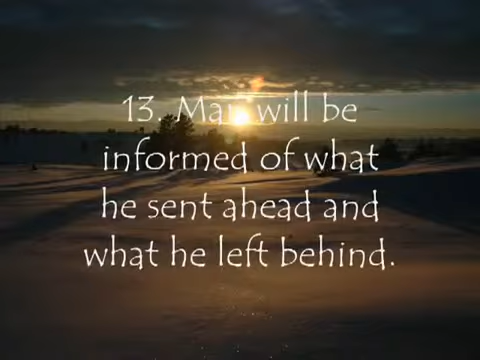 13. Man will be
informed of what
he sent ahead and
what he left behind.